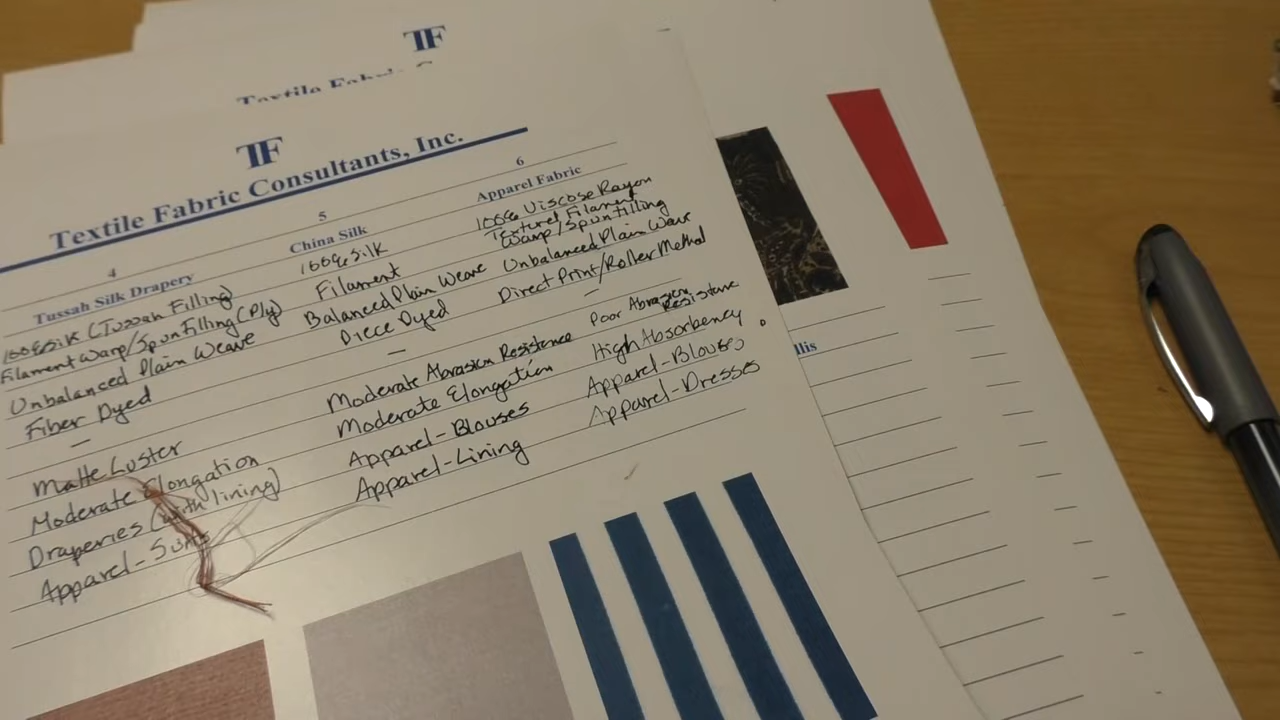 TF
Textile Fabric C
TF
Textile Fabric Consultants, Inc.
4
Tussah Silk Drapery
100% Silk (Tussah Filling)
Filament Warp/Spun Filling (Ply)
Unbalanced Plain Weave
Fiber Dyed
—
Matte Luster
Moderate Elongation
Draperies (with lining)
Apparel-Suits
5
China Silk
100% Silk
Filament
Balanced Plain Weave
Piece Dyed
—
Moderate Abrasion Resistance
Moderate Elongation
Apparel-Blouses
Apparel-Lining
6
Apparel Fabric
100% Viscose Rayon
Textured Filament
Warp/Spun Filling
Unbalanced Plain Weave
Direct Print/Roller Method
—
Poor Abrasion
Resistance
High Absorbency
Apparel-Blouses
Apparel-Dresses
llis